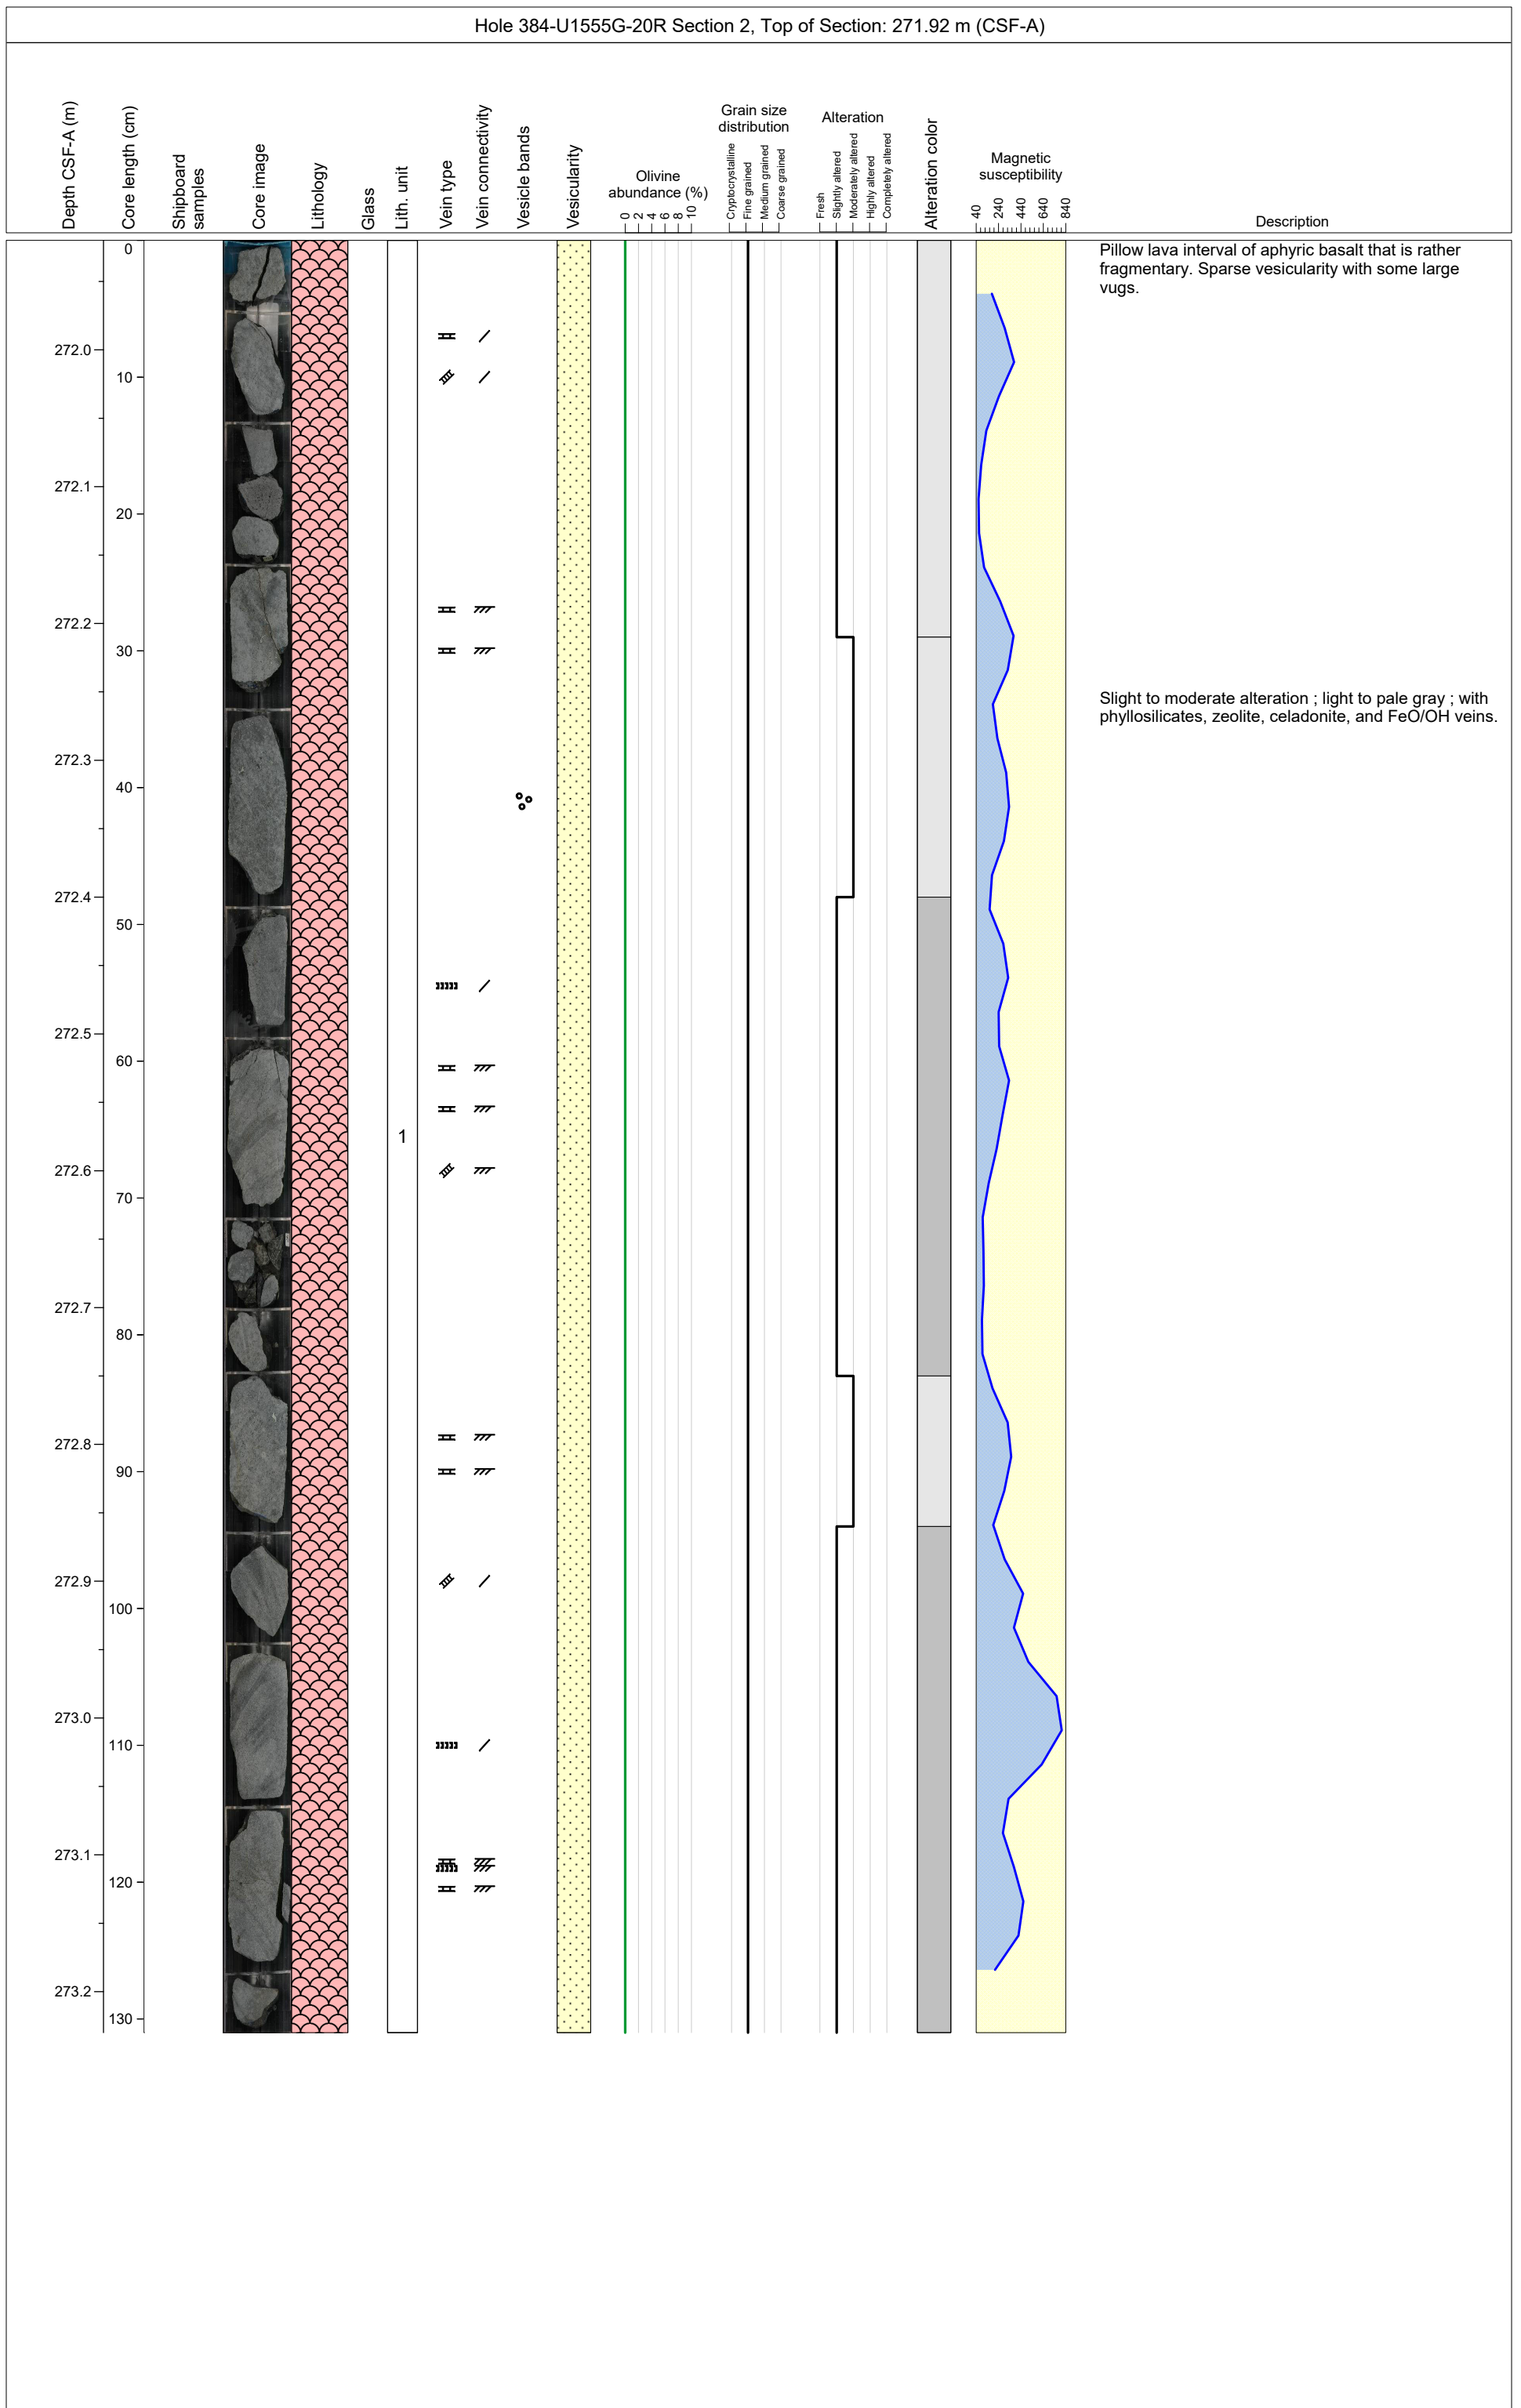 Hole 384-U1555G-20R Section 2, Top of Section: 271.92 m (CSF-A)
Depth CSF-A (m)
Core length (cm)
Shipboard
samples
Core image
Lithology
Glass
Lith. unit
Vein type
Vein connectivity
Vesicle bands
Vesicularity
Olivine
abundance (%)
0 2 4 6 8 10
Grain size
distribution
Cryptocrystalline
Fine grained
Medium grained
Coarse grained
Alteration
Fresh
Slightly altered
Moderately altered
Highly altered
Completely altered
Alteration color
Magnetic
susceptibility
40 240 440 640 840
Description
0
Pillow lava interval of aphyric basalt that is rather
fragmentary. Sparse vesicularity with some large
vugs.
272.0
10
272.1
20
272.2
30
Slight to moderate alteration ; light to pale gray ; with
phyllosilicates, zeolite, celadonite, and FeO/OH veins.
272.3
40
272.4
50
272.5
60
1
272.6
70
272.7
80
272.8
90
272.9
100
273.0
110
273.1
120
273.2
130